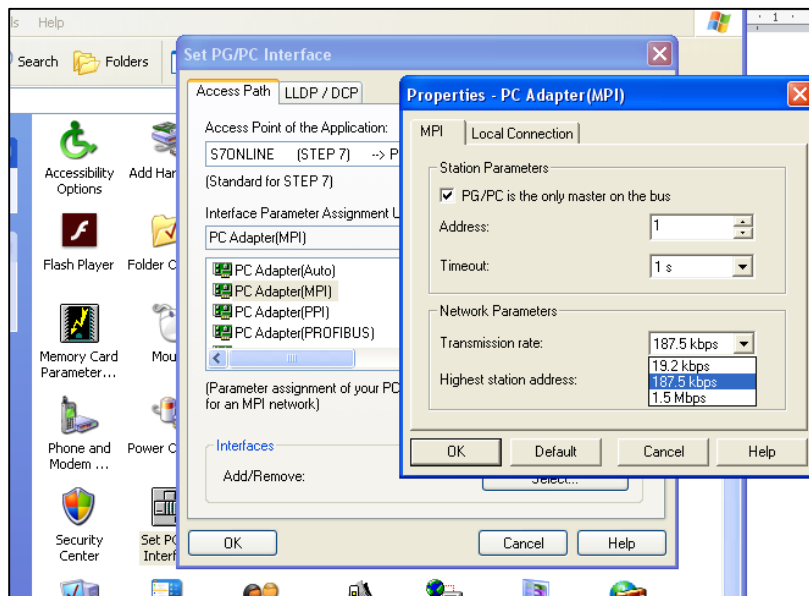 ls Help
Search Folders
1
Accessibility
Options
Add Har
Flash Player
Folder O
Memory Card
Parameter...
Mou
Phone and
Modem ...
Power O
Security
Center
Set PG
Interf
Set PG/PC Interface
Access Path LLDP / DCP
Access Point of the Application:
S7ONLINE (STEP 7) --> P
(Standard for STEP 7)
Interface Parameter Assignment U
PC Adapter(MPI)
PC Adapter(Auto)
PC Adapter(MPI)
PC Adapter(PPI)
PC Adapter(PROFIBUS)
(Parameter assignment of your PC
for an MPI network)
Interfaces
Add/Remove:
Select...
OK Cancel Help
Properties - PC Adapter(MPI)
MPI Local Connection
Station Parameters
PG/PC is the only master on the bus
Address: 1
Timeout: 1 s
Network Parameters
Transmission rate: 187.5 kbps
19.2 kbps
Highest station address: 187.5 kbps
1.5 Mbps
OK Default Cancel Help